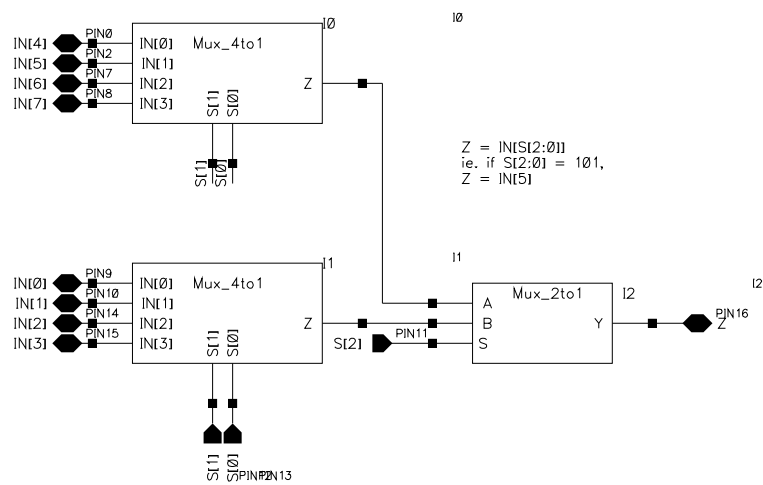 I0
I0
PIN0
IN[4] IN[0] Mux_4to1
PIN2
IN[5] IN[1]
PIN7
IN[6] IN[2] Z
PIN8
IN[7] IN[3]
S[1] S[0]
S[1] S[0]
Z = IN[S[2:0]]
ie. if S[2:0] = 101,
Z = IN[5]
I1
I1
PIN9
IN[0] IN[0] Mux_4to1
PIN10
IN[1] IN[1]
PIN14
IN[2] IN[2] Z
PIN15
IN[3] IN[3]
S[1] S[0]
I2
Mux_2to1 I2
A
B Y
S
S[2] PIN11
PIN16
Z
S[1] S[0]
PIN12 PIN13